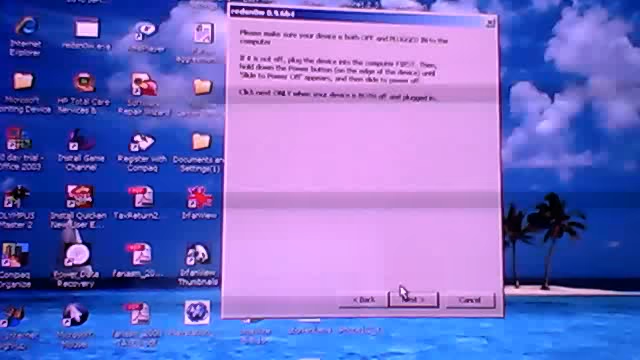 redsn0w 0.9.6b4
Please make sure your device is both OFF and PLUGGED IN to the
computer
If it is not off, plug the device into the computer FIRST. Then,
hold down the Power button (on the edge of the device) until
'Slide to Power Off' appears, and then slide to power off
Click next ONLY when your device is BOTH off and plugged in.
< Back
Next >
Cancel
Internet
Explorer
redsn0w.exe
RealPlayer
Microsoft
Pointing Device
HP Total Care
Services &
Software
Repair Wizard
day trial -
Office 2003
Install Game
Channel
Register with
Compaq
Documents and
Settings(1)
OLYMPUS
Master 2
Install Quicken
New User E...
TaxReturn2
IrfanView
Compaq
Organize
Power Data
Recovery
IrfanView
Thumbnails
Microsoft